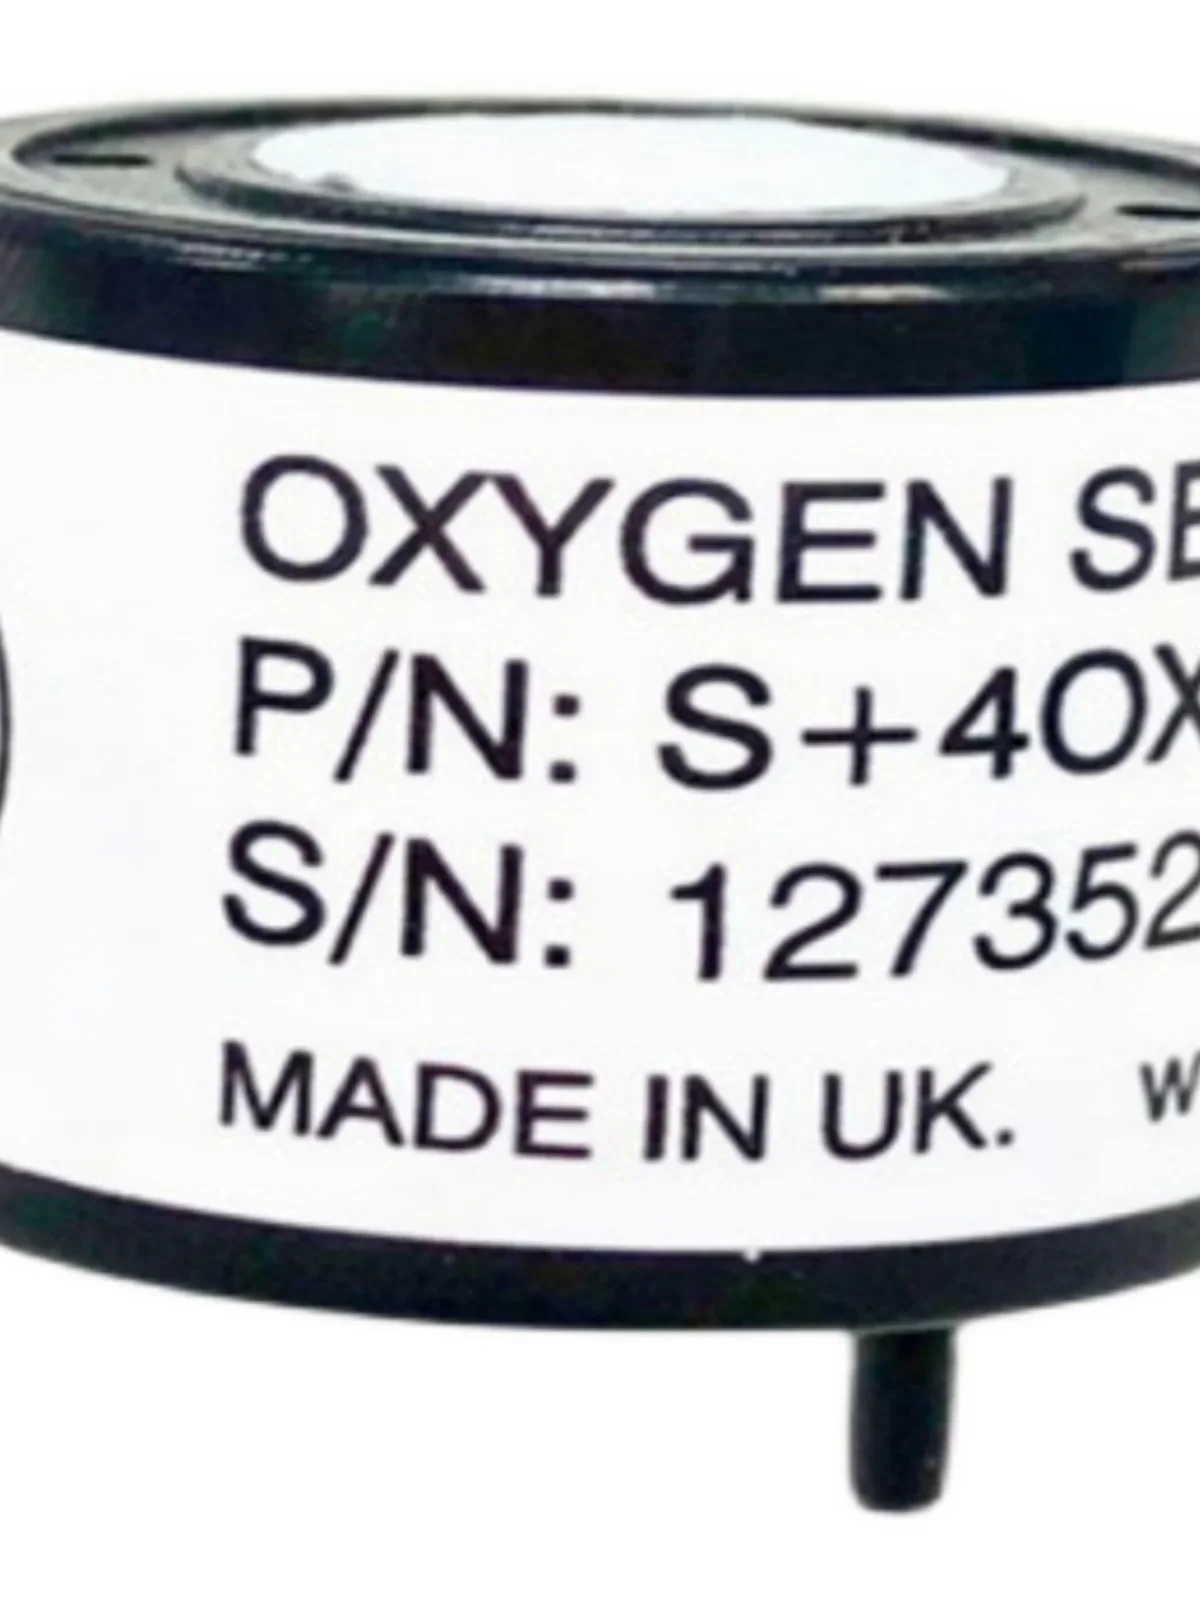 OXYGEN SE
P/N: S+4OX
S/N: 127352
MADE IN UK. W